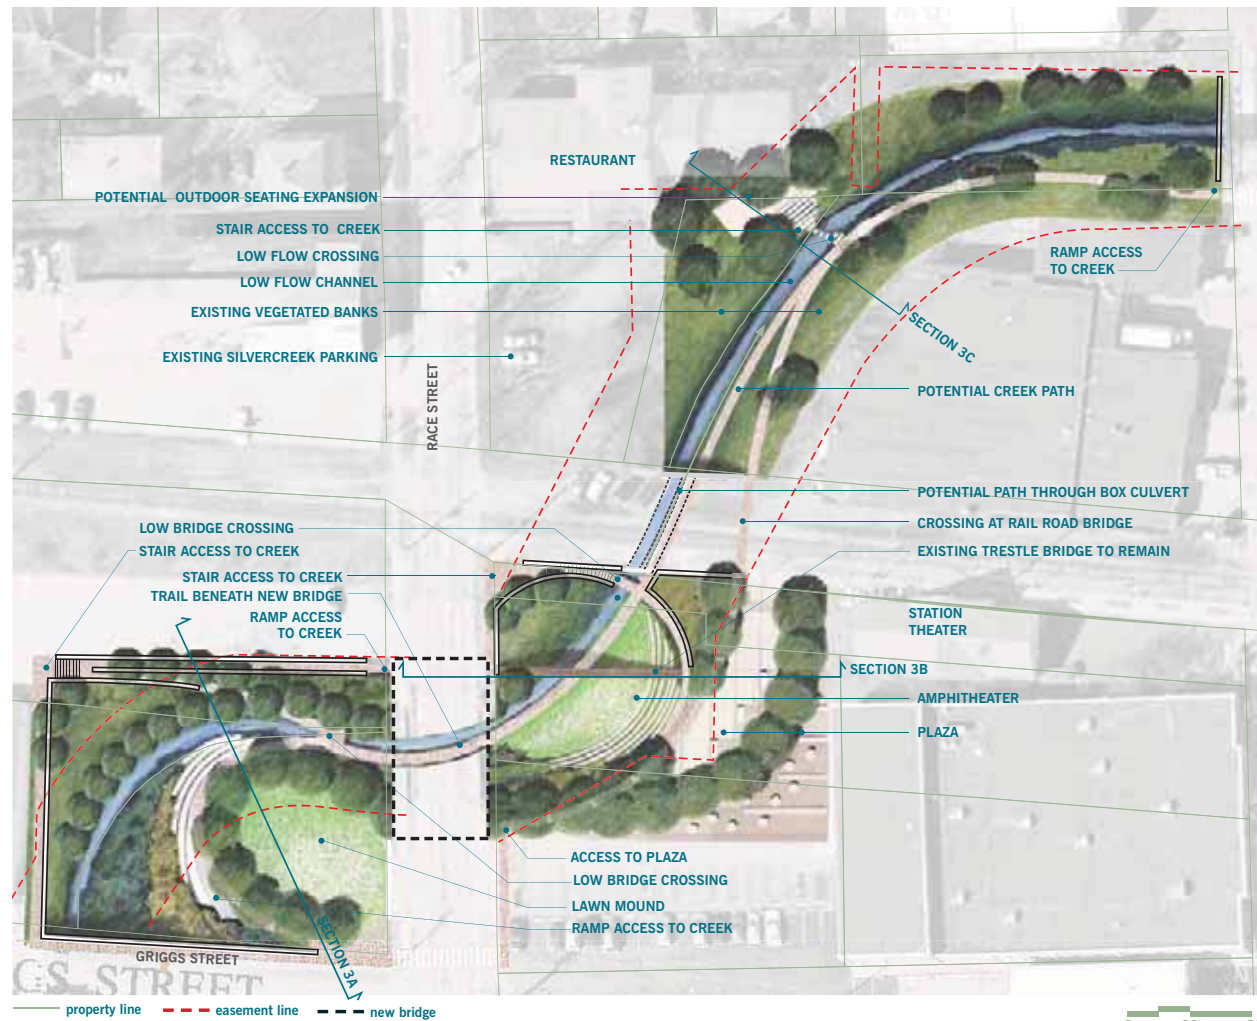 RESTAURANT
POTENTIAL OUTDOOR SEATING EXPANSION
STAIR ACCESS TO CREEK
LOW FLOW CROSSING
LOW FLOW CHANNEL
EXISTING VEGETATED BANKS
EXISTING SILVERCREEK PARKING
RACE STREET
RAMP ACCESS
TO CREEK
SECTION 3C
POTENTIAL CREEK PATH
POTENTIAL PATH THROUGH BOX CULVERT
CROSSING AT RAIL ROAD BRIDGE
EXISTING TRESTLE BRIDGE TO REMAIN
LOW BRIDGE CROSSING
STAIR ACCESS TO CREEK
STAIR ACCESS TO CREEK
TRAIL BENEATH NEW BRIDGE
RAMP ACCESS
TO CREEK
STATION
THEATER
SECTION 3B
AMPHITHEATER
PLAZA
ACCESS TO PLAZA
LOW BRIDGE CROSSING
LAWN MOUND
RAMP ACCESS TO CREEK
SECTION 3A
GRIGGS STREET
GS STREET
property line
easement line
new bridge